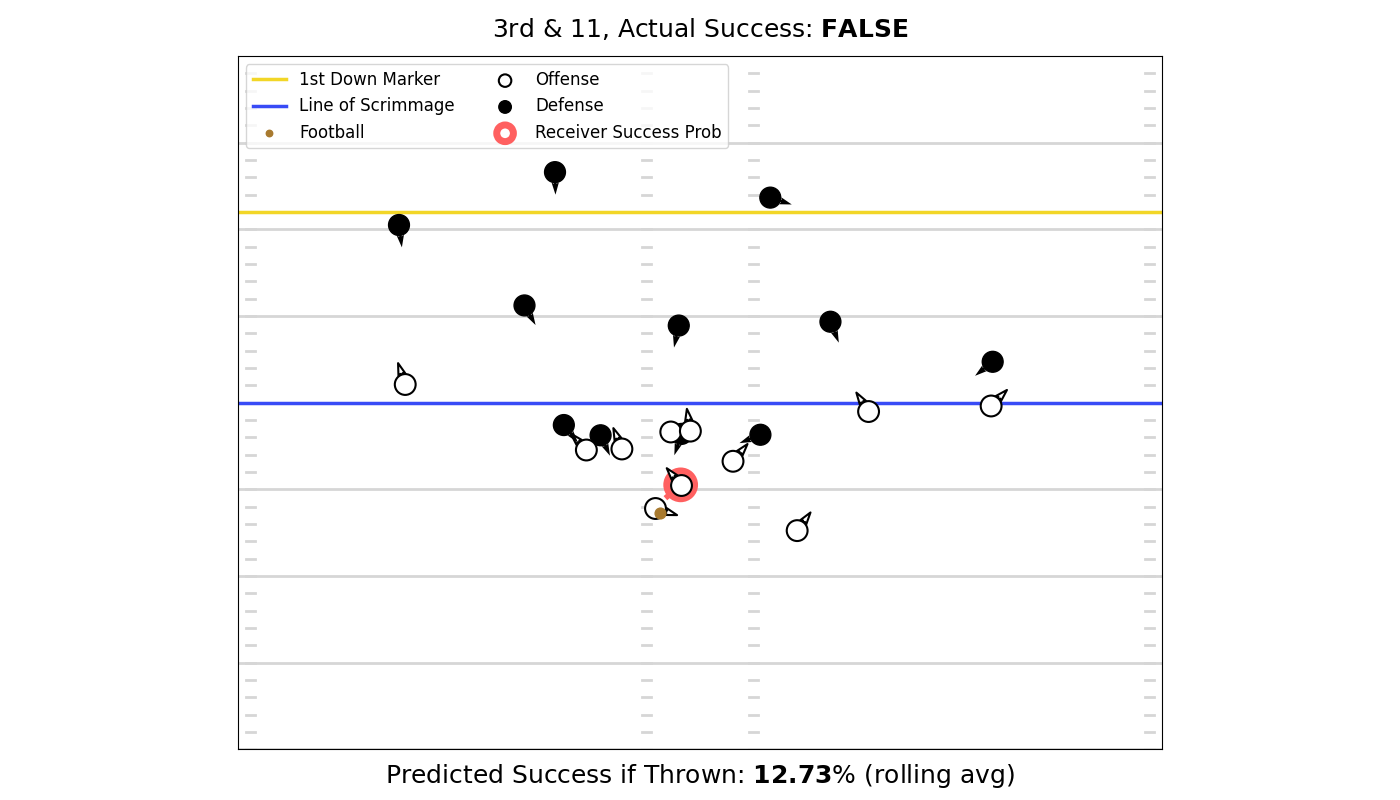 3rd & 11, Actual Success: FALSE
1st Down Marker
Line of Scrimmage
Football
Offense
Defense
Receiver Success Prob
Predicted Success if Thrown: 12.73% (rolling avg)